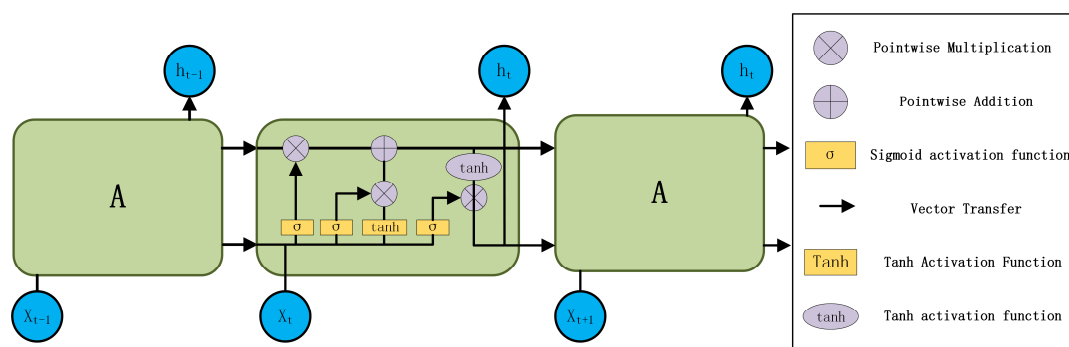 h_{t-1}
h_t
h_t
A
A
tanh
σ
σ
tanh
σ
X_{t-1}
X_t
X_{t+1}
Pointwise Multiplication
Pointwise Addition
σ
Sigmoid activation function
Vector Transfer
Tanh
Tanh Activation Function
tanh
Tanh activation function